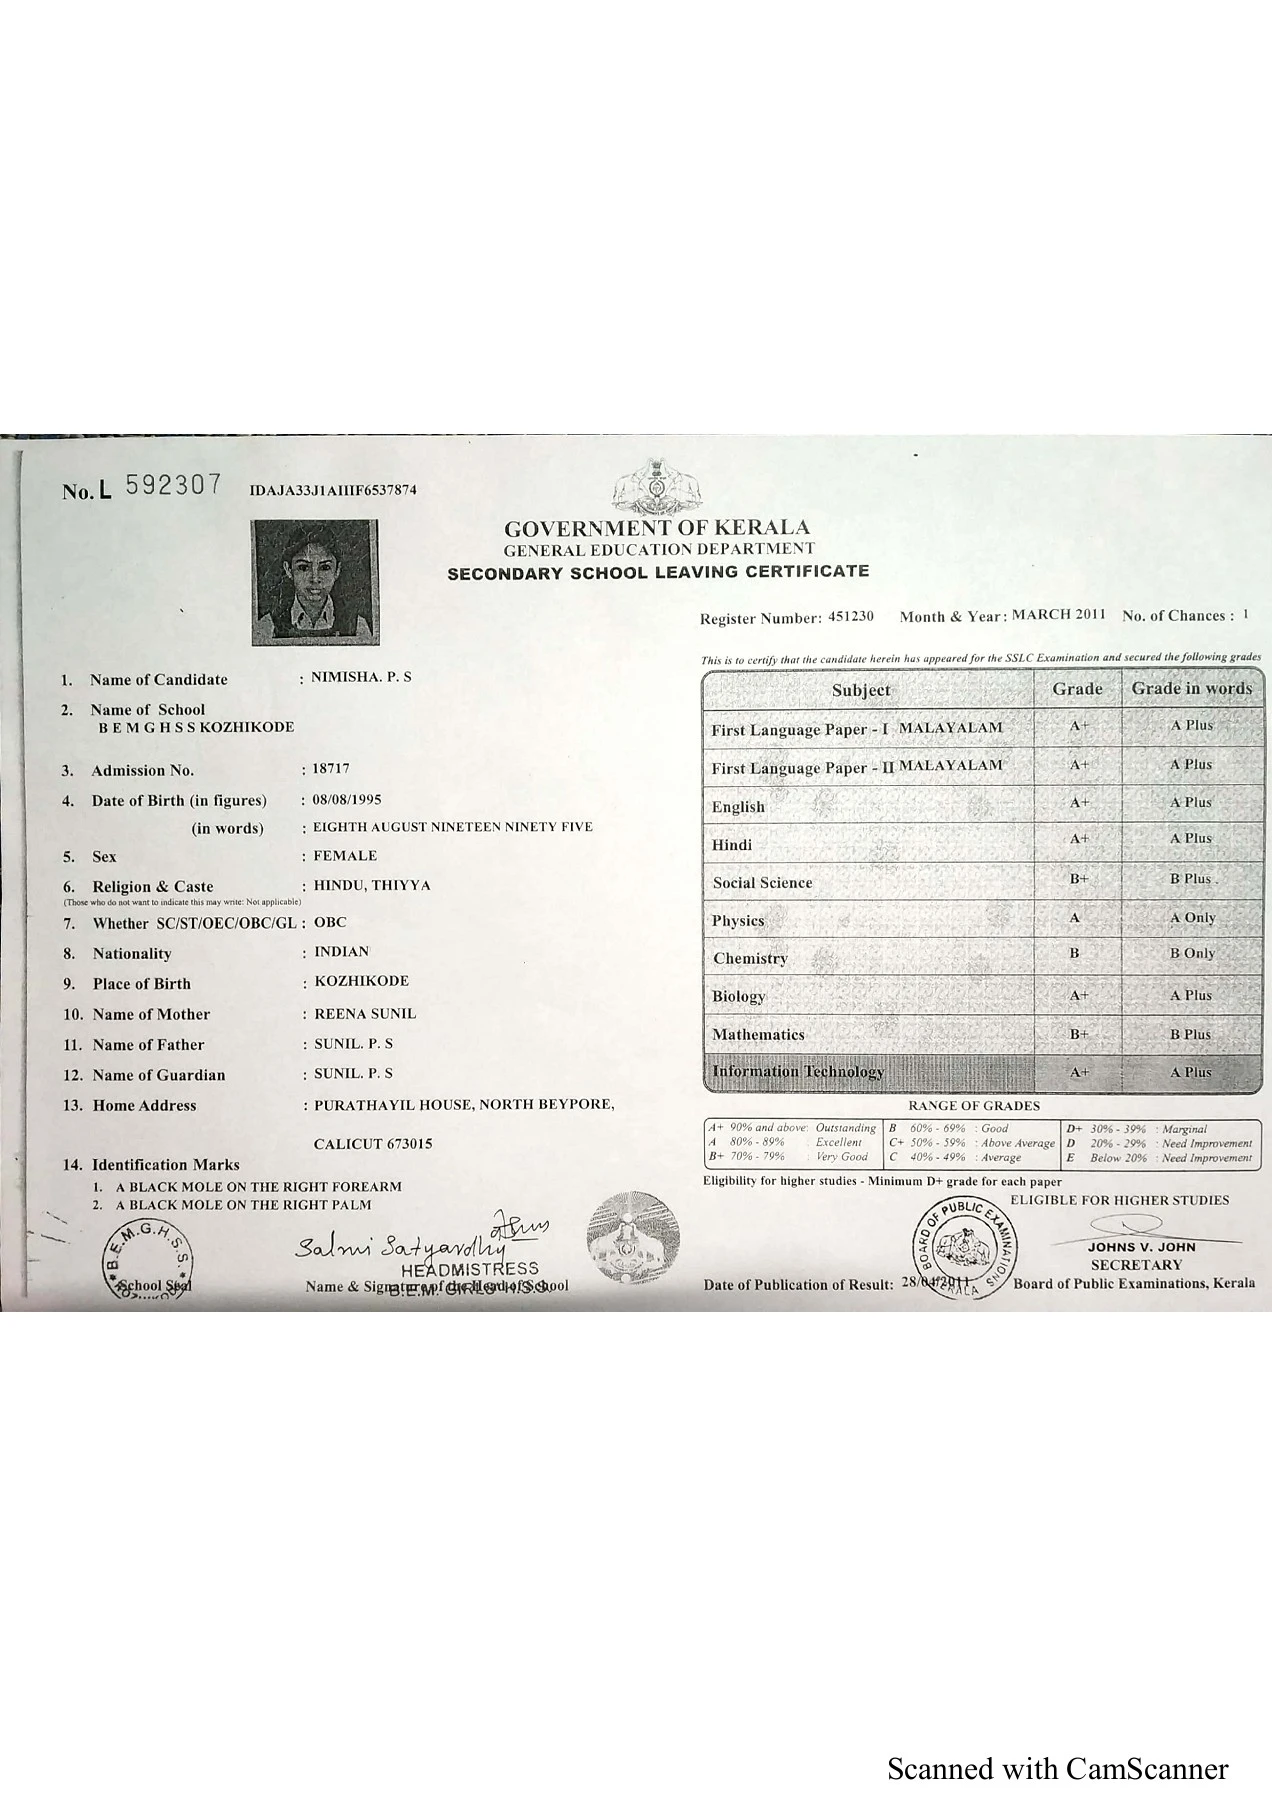 No. L 592307 IDAJA33J1AIIIF6537874
GOVERNMENT OF KERALA
GENERAL EDUCATION DEPARTMENT
SECONDARY SCHOOL LEAVING CERTIFICATE
1. Name of Candidate : NIMISHA. P. S
2. Name of School
B E M G H S S KOZHIKODE
3. Admission No. : 18717
4. Date of Birth (in figures) : 08/08/1995
(in words) : EIGHTH AUGUST NINETEEN NINETY FIVE
5. Sex : FEMALE
6. Religion & Caste : HINDU, THIYYA
(Those who do not want to indicate this may write: Not applicable)
7. Whether SC/ST/OEC/OBC/GL : OBC
8. Nationality : INDIAN
9. Place of Birth : KOZHIKODE
10. Name of Mother : REENA SUNIL
11. Name of Father : SUNIL. P. S
12. Name of Guardian : SUNIL. P. S
13. Home Address : PURATHAYIL HOUSE, NORTH BEYPORE,
CALICUT 673015
14. Identification Marks
1. A BLACK MOLE ON THE RIGHT FOREARM
2. A BLACK MOLE ON THE RIGHT PALM
B.E.M.G.H.S.S.
School Seal
Salmi Satyavodhy
HEADMISTRESS
Name & Signature of the Head of School
B.E.M. GIRLS' H.S.S.
Register Number: 451230 Month & Year: MARCH 2011 No. of Chances : 1
This is to certify that the candidate herein has appeared for the SSLC Examination and secured the following grades
Subject Grade Grade in words
First Language Paper - I MALAYALAM A+ A Plus
First Language Paper - II MALAYALAM A+ A Plus
English A+ A Plus
Hindi A+ A Plus
Social Science B+ B Plus
Physics A A Only
Chemistry B B Only
Biology A+ A Plus
Mathematics B+ B Plus
Information Technology A+ A Plus
RANGE OF GRADES
A+ 90% and above: Outstanding B 60% - 69% : Good D+ 30% - 39% : Marginal
A 80% - 89% : Excellent C+ 50% - 59% : Above Average D 20% - 29% : Need Improvement
B+ 70% - 79% : Very Good C 40% - 49% : Average E Below 20% : Need Improvement
Eligibility for higher studies - Minimum D+ grade for each paper
ELIGIBLE FOR HIGHER STUDIES
BOARD OF PUBLIC EXAMINATIONS KERALA
JOHNS V. JOHN
SECRETARY
Date of Publication of Result: 28/04/2011 Board of Public Examinations, Kerala
Scanned with CamScanner